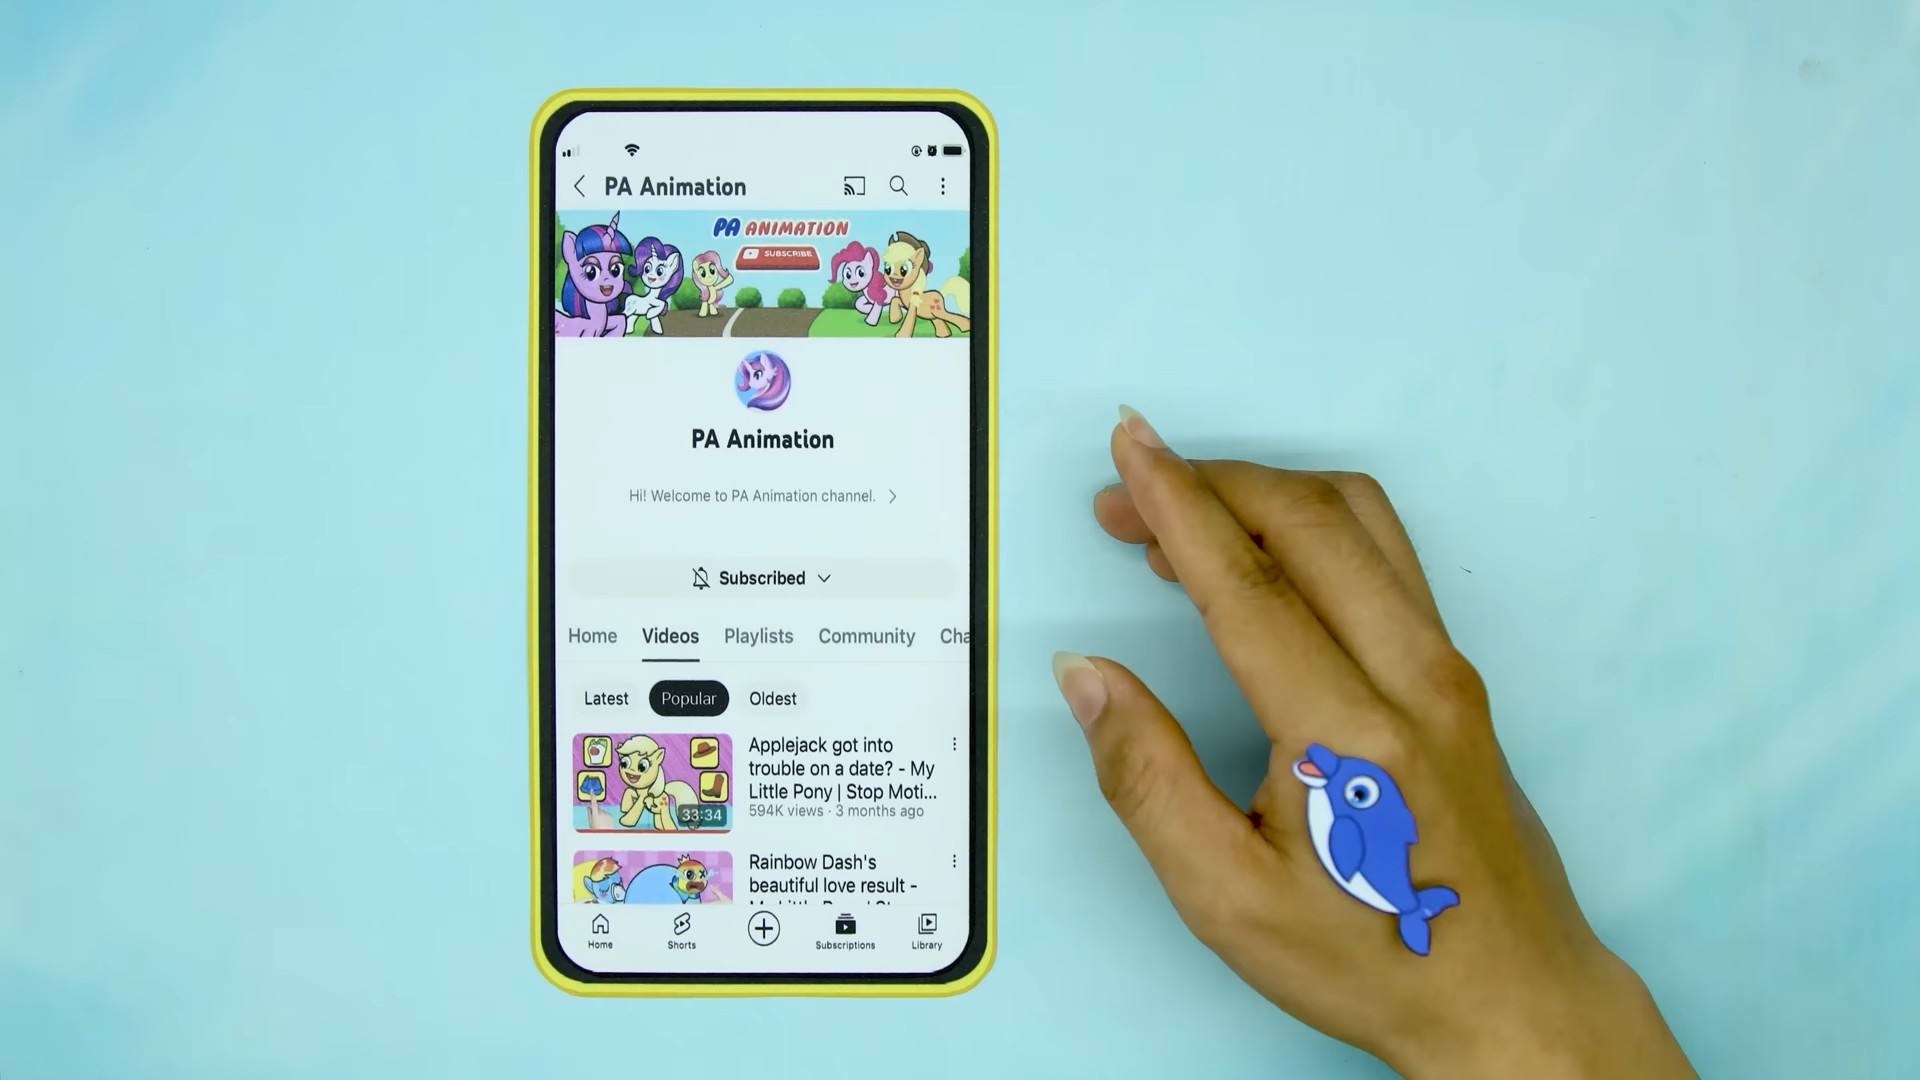 PA Animation
PA ANIMATION
SUBSCRIBE
PA Animation
Hi! Welcome to PA Animation channel.
Subscribed
Home Videos Playlists Community Cha
Latest Popular Oldest
Applejack got into
trouble on a date? - My
Little Pony | Stop Moti...
594K views · 3 months ago
33:34
Rainbow Dash's
beautiful love result -
Home Shorts Subscriptions Library